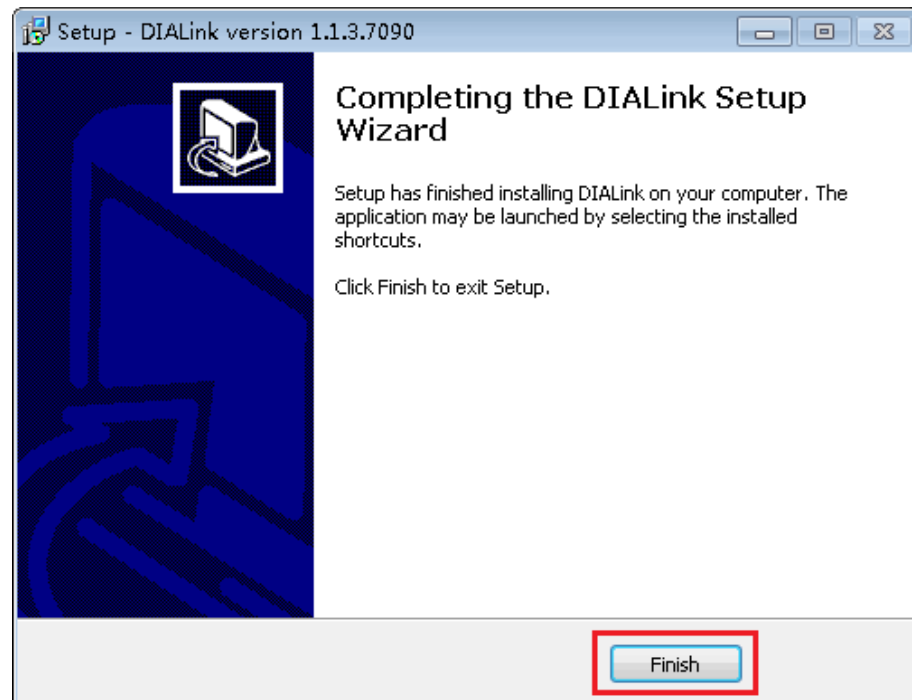 Setup - DIALink version 1.1.3.7090
Completing the DIALink Setup
Wizard
Setup has finished installing DIALink on your computer. The
application may be launched by selecting the installed
shortcuts.
Click Finish to exit Setup.
Finish